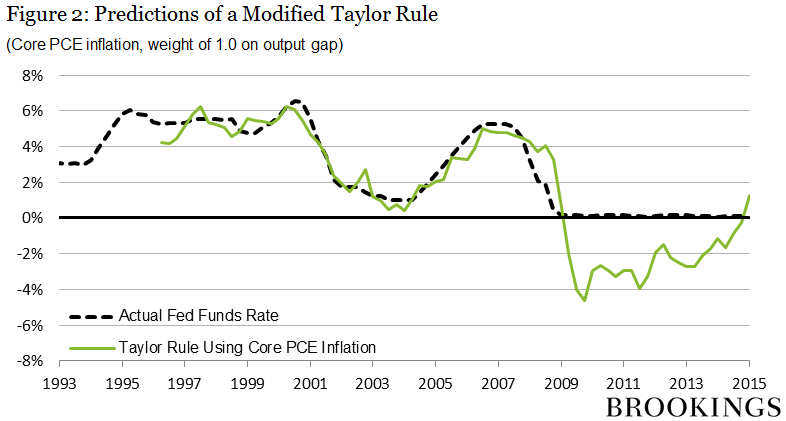 Figure 2: Predictions of a Modified Taylor Rule
(Core PCE inflation, weight of 1.0 on output gap)
8%
6%
4%
2%
0%
-2%
-4%
-6%
-8%
Actual Fed Funds Rate
Taylor Rule Using Core PCE Inflation
1993 1995 1997 1999 2001 2003 2005 2007 2009 2011 2013 2015
BROOKINGS